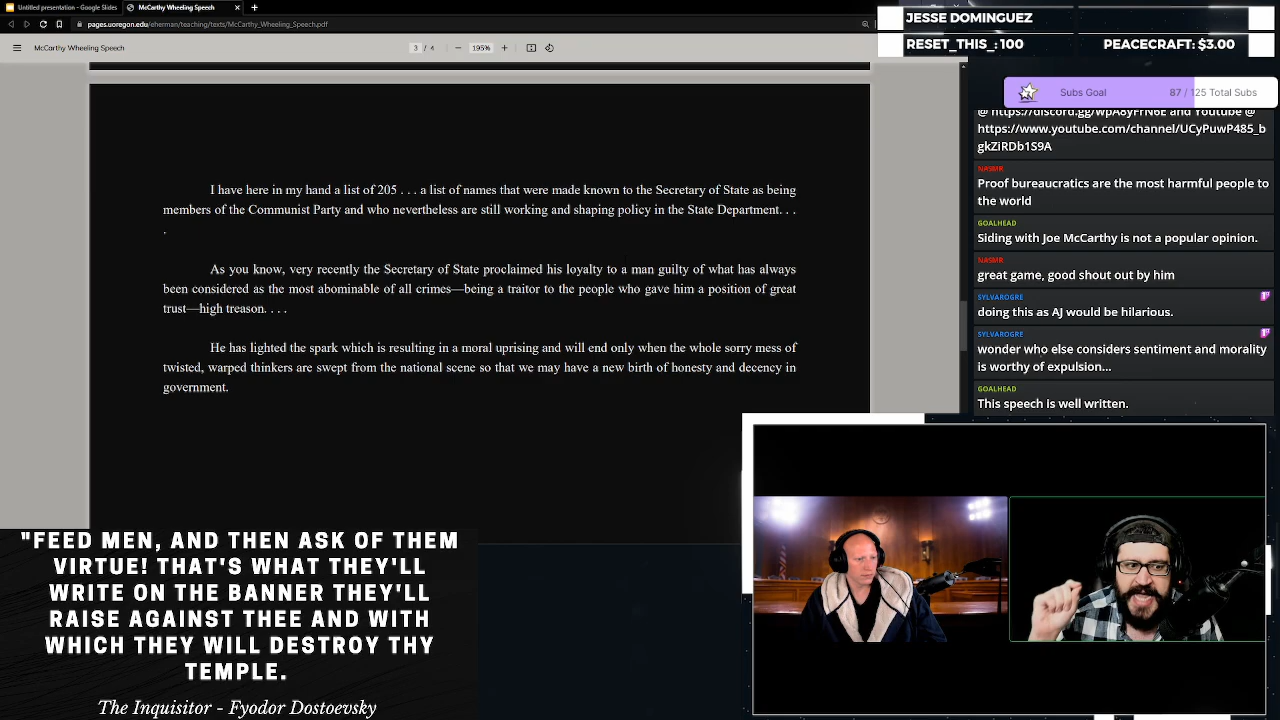 Untitled presentation - Google Slides
McCarthy Wheeling Speech
pages.uoregon.edu/eherman/teaching/texts/McCarthy_Wheeling_Speech.pdf
McCarthy Wheeling Speech
3 / 4
195%
I have here in my hand a list of 205 . . . a list of names that were made known to the Secretary of State as being
members of the Communist Party and who nevertheless are still working and shaping policy in the State Department. . .
.
As you know, very recently the Secretary of State proclaimed his loyalty to a man guilty of what has always
been considered as the most abominable of all crimes—being a traitor to the people who gave him a position of great
trust—high treason. . . .
He has lighted the spark which is resulting in a moral uprising and will end only when the whole sorry mess of
twisted, warped thinkers are swept from the national scene so that we may have a new birth of honesty and decency in
government.
JESSE DOMINGUEZ
RESET_THIS_: 100
PEACECRAFT: $3.00
Subs Goal
87 / 125 Total Subs
@ https://discord.gg/wpA8yFrN6E and Youtube @
https://www.youtube.com/channel/UCyPuwP485_b
gkZiRDb1S9A
NASMR
Proof bureaucratics are the most harmful people to
the world
GOALHEAD
Siding with Joe McCarthy is not a popular opinion.
NASMR
great game, good shout out by him
SYLVAROGRE
doing this as AJ would be hilarious.
SYLVAROGRE
wonder who else considers sentiment and morality
is worthy of expulsion...
GOALHEAD
This speech is well written.
"FEED MEN, AND THEN ASK OF THEM
VIRTUE! THAT'S WHAT THEY'LL
WRITE ON THE BANNER THEY'LL
RAISE AGAINST THEE AND WITH
WHICH THEY WILL DESTROY THY
TEMPLE.
The Inquisitor - Fyodor Dostoevsky